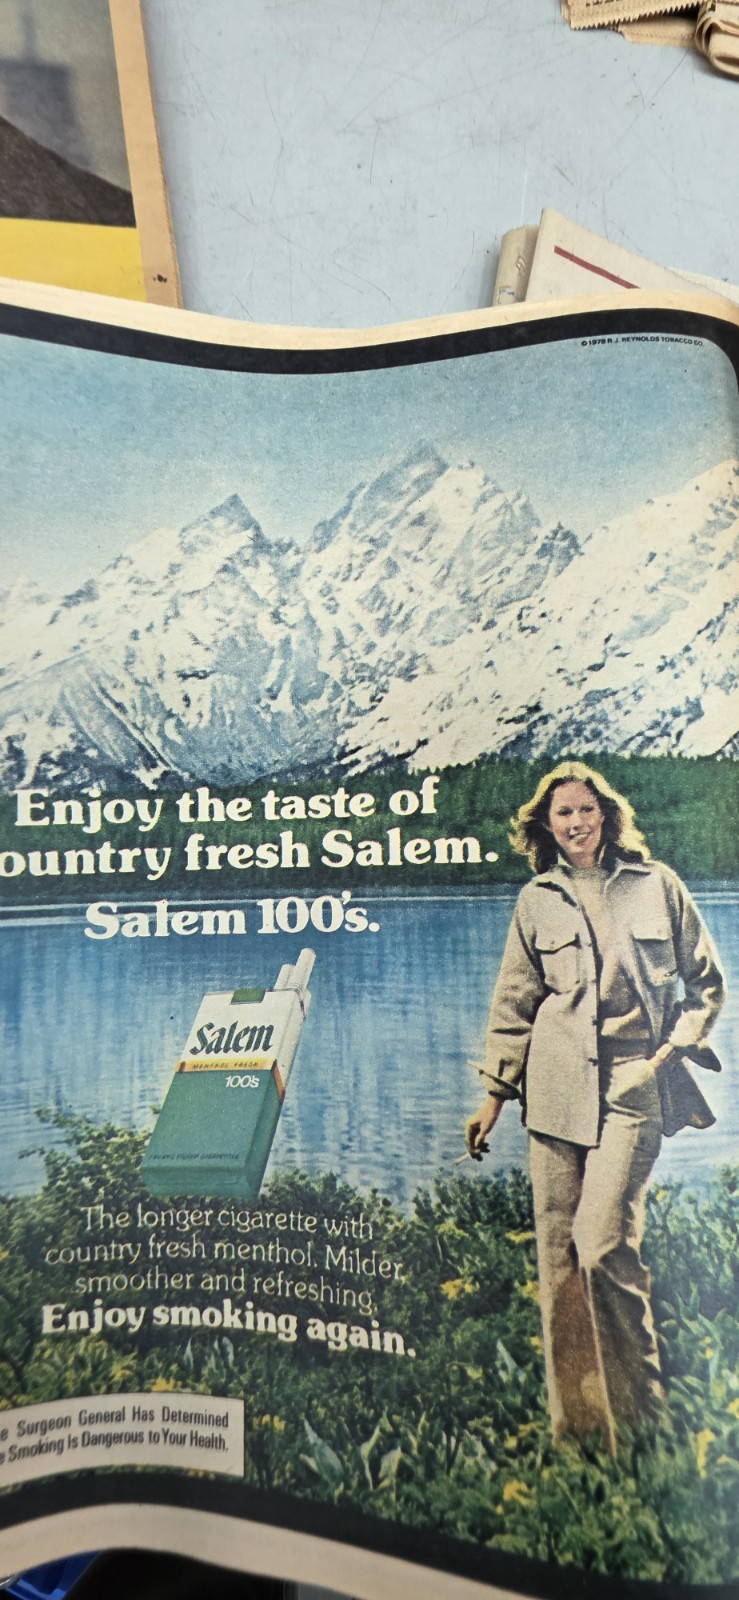 © 1978 R.J. REYNOLDS TOBACCO CO.
Enjoy the taste of
ountry fresh Salem.
Salem 100's.
Salem
MENTHOL FRESH
100's
The longer cigarette with
country fresh menthol. Milder,
smoother and refreshing.
Enjoy smoking again.
e Surgeon General Has Determined
e Smoking Is Dangerous to Your Health.